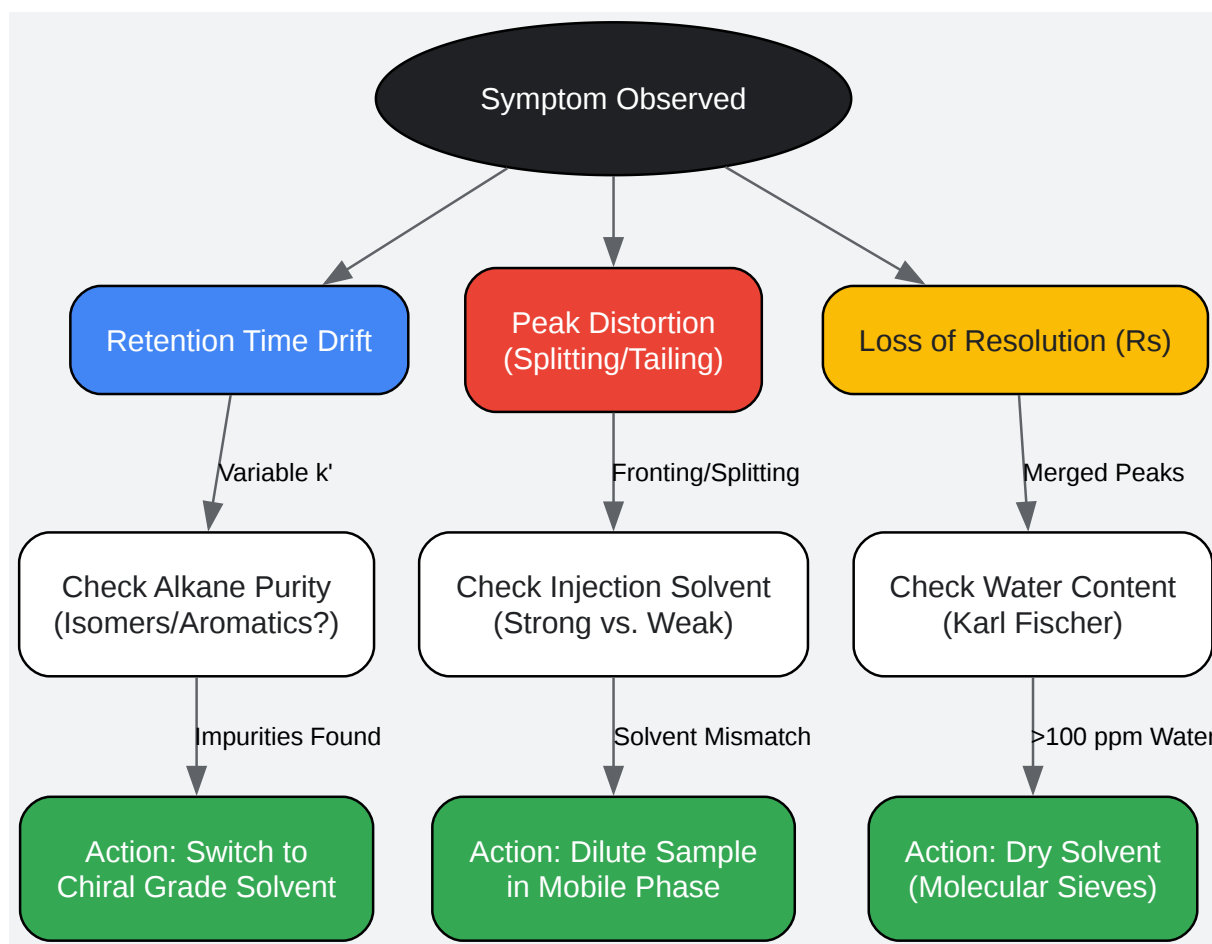 Symptom Observed
Retention Time Drift
Peak Distortion
(Splitting/Tailing)
Loss of Resolution (Rs)
Variable k'
Fronting/Splitting
Merged Peaks
Check Alkane Purity
(Isomers/Aromatics?)
Check Injection Solvent
(Strong vs. Weak)
Check Water Content
(Karl Fischer)
Impurities Found
Solvent Mismatch
>100 ppm Water
Action: Switch to
Chiral Grade Solvent
Action: Dilute Sample
in Mobile Phase
Action: Dry Solvent
(Molecular Sieves)